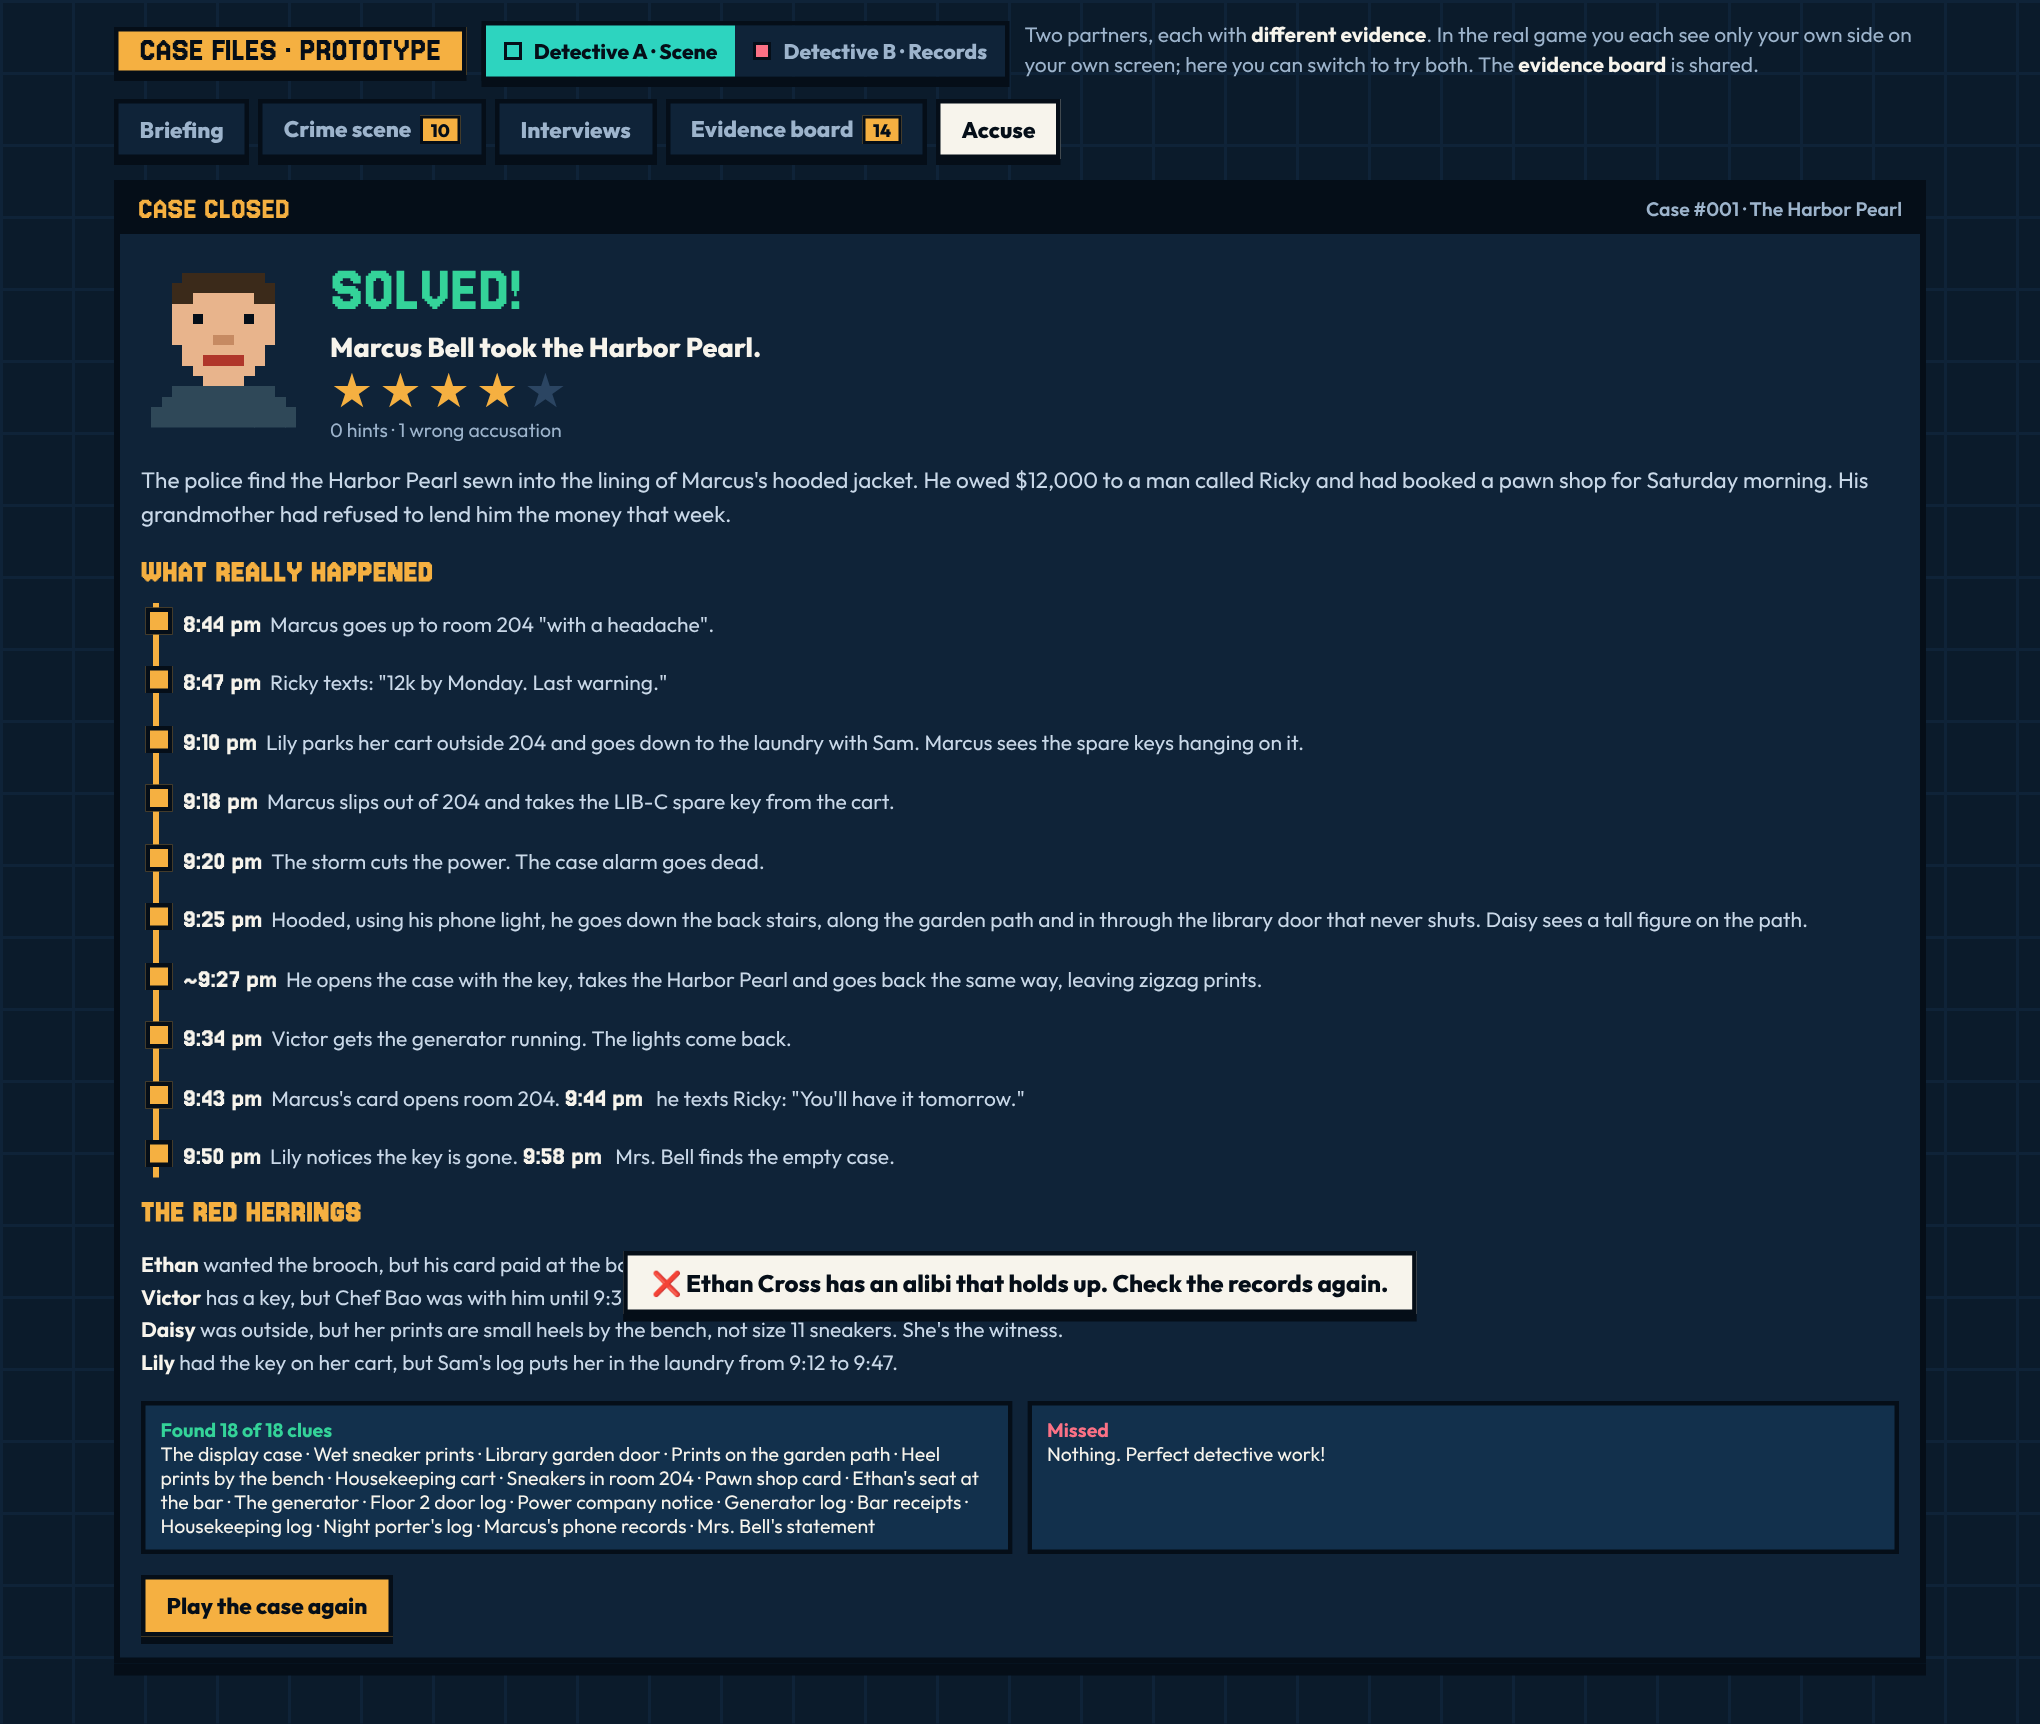 CASE FILES · PROTOTYPE
Detective A · Scene
Detective B · Records
Two partners, each with different evidence. In the real game you each see only your own side on
your own screen; here you can switch to try both. The evidence board is shared.
Briefing
Crime scene 10
Interviews
Evidence board 14
Accuse
CASE CLOSED
Case #001 · The Harbor Pearl
SOLVED!
Marcus Bell took the Harbor Pearl.
★ ★ ★ ★ ★
0 hints · 1 wrong accusation
The police find the Harbor Pearl sewn into the lining of Marcus's hooded jacket. He owed $12,000 to a man called Ricky and had booked a pawn shop for Saturday morning. His
grandmother had refused to lend him the money that week.
WHAT REALLY HAPPENED
8:44 pm Marcus goes up to room 204 "with a headache".
8:47 pm Ricky texts: "12k by Monday. Last warning."
9:10 pm Lily parks her cart outside 204 and goes down to the laundry with Sam. Marcus sees the spare keys hanging on it.
9:18 pm Marcus slips out of 204 and takes the LIB-C spare key from the cart.
9:20 pm The storm cuts the power. The case alarm goes dead.
9:25 pm Hooded, using his phone light, he goes down the back stairs, along the garden path and in through the library door that never shuts. Daisy sees a tall figure on the path.
~9:27 pm He opens the case with the key, takes the Harbor Pearl and goes back the same way, leaving zigzag prints.
9:34 pm Victor gets the generator running. The lights come back.
9:43 pm Marcus's card opens room 204. 9:44 pm he texts Ricky: "You'll have it tomorrow."
9:50 pm Lily notices the key is gone. 9:58 pm Mrs. Bell finds the empty case.
THE RED HERRINGS
Ethan wanted the brooch, but his card paid at the
Victor has a key, but Chef Bao was with him until
❌ Ethan Cross has an alibi that holds up. Check the records again.
Daisy was outside, but her prints are small heels by the bench, not size 11 sneakers. She's the witness.
Lily had the key on her cart, but Sam's log puts her in the laundry from 9:12 to 9:47.
Found 18 of 18 clues
The display case · Wet sneaker prints · Library garden door · Prints on the garden path · Heel
prints by the bench · Housekeeping cart · Sneakers in room 204 · Pawn shop card · Ethan's seat at
the bar · The generator · Floor 2 door log · Power company notice · Generator log · Bar receipts ·
Housekeeping log · Night porter's log · Marcus's phone records · Mrs. Bell's statement
Missed
Nothing. Perfect detective work!
Play the case again